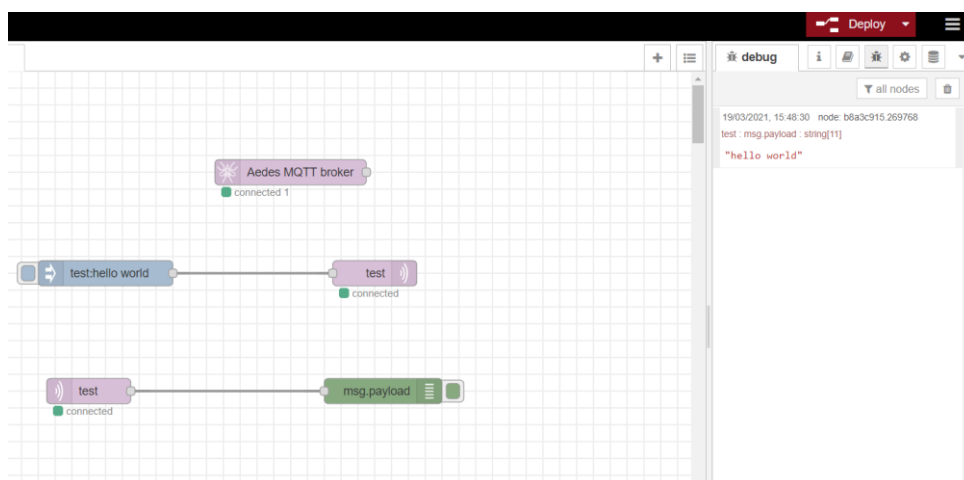 Deploy
debug
i
all nodes
19/03/2021, 15:48:30 node: b8a3c915.269768
test : msg.payload : string[11]
"hello world"
Aedes MQTT broker
connected 1
test:hello world
test
connected
test
msg.payload
connected